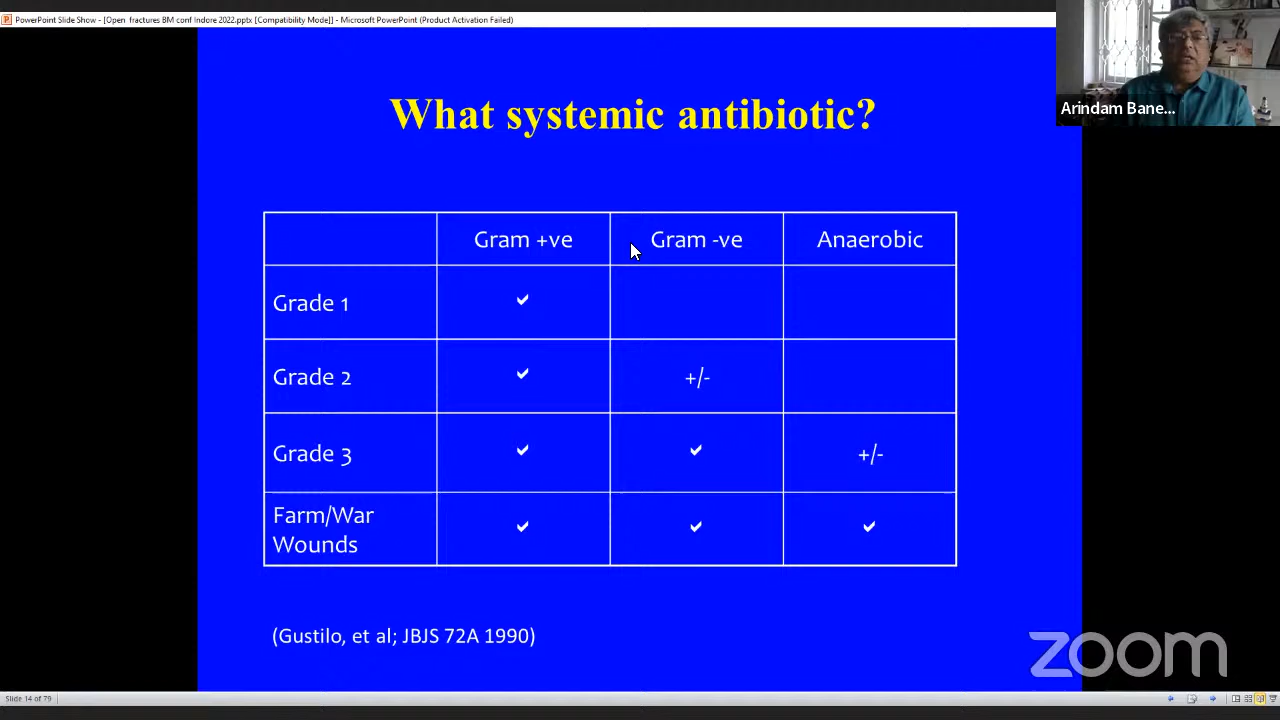 PowerPoint Slide Show - [Open fractures BM conf Indore 2022.pptx [Compatibility Mode]] - Microsoft PowerPoint (Product Activation Failed)
Arindam Bane...
What systemic antibiotic?
Gram +ve Gram -ve Anaerobic
Grade 1 ✓
Grade 2 ✓ +/-
Grade 3 ✓ ✓ +/-
Farm/War
Wounds ✓ ✓ ✓
(Gustilo, et al; JBJS 72A 1990)
zoom
Slide 14 of 79